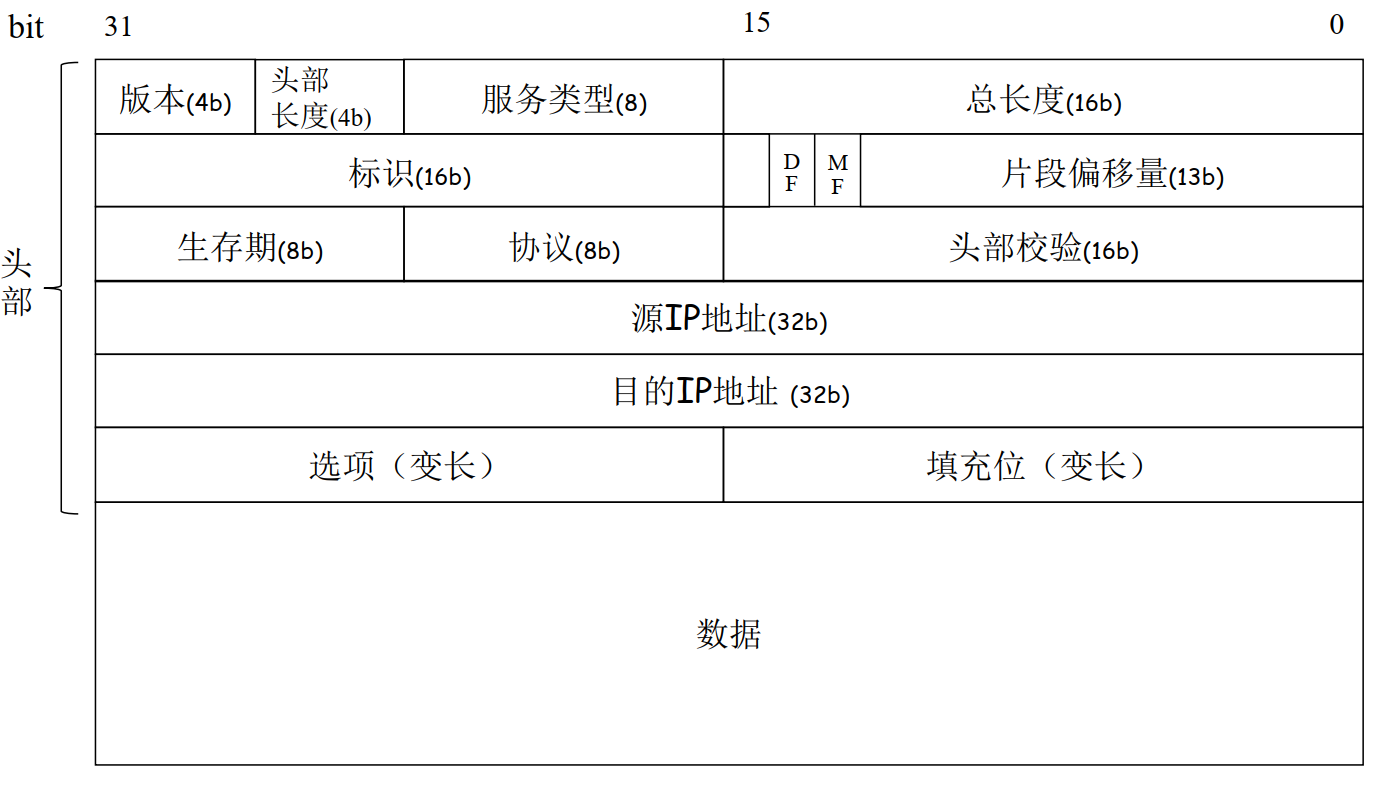 bit 31 15 0
版本(4b) 头部 长度(4b) 服务类型(8) 总长度(16b)
标识(16b) DF MF 片段偏移量(13b)
生存期(8b) 协议(8b) 头部校验(16b)
头部
源IP地址(32b)
目的IP地址 (32b)
选项（变长） 填充位（变长）
数据